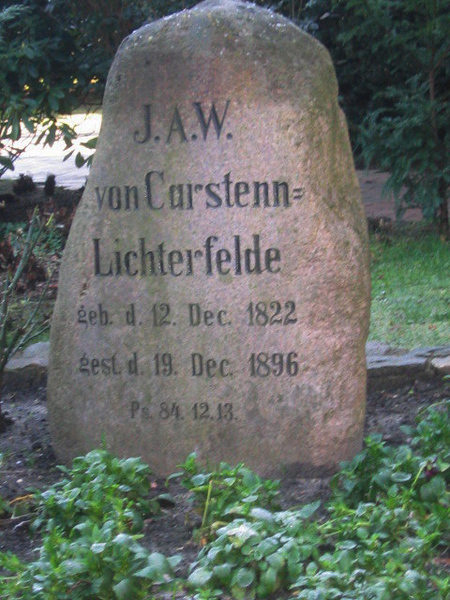 J.A.W.
von Carstenn=
Lichterfelde
geb. d. 12. Dec. 1822
gest. d. 19. Dec. 1896
Ps. 84. 12. 13.